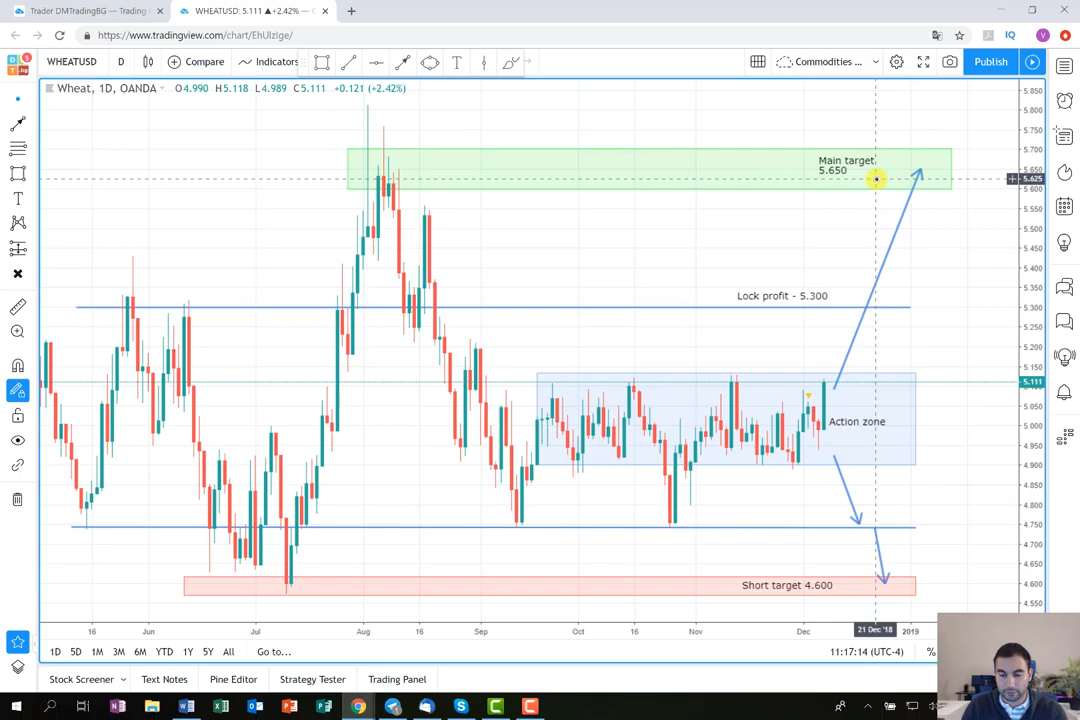 Trader DMTradingBG — Trading
WHEATUSD: 5.111 ▲+2.42% —
https://www.tradingview.com/chart/EhUlzIge/
IQ
V
WHEATUSD
D
Compare
Indicators
Commodities ...
Publish
Wheat, 1D, OANDA
O4.990 H5.118 L4.989 C5.111 +0.121 (+2.42%)
Main target
5.650
Lock profit - 5.300
Action zone
Short target 4.600
5.850
5.800
5.750
5.700
5.650
5.625
5.600
5.550
5.500
5.450
5.400
5.350
5.300
5.250
5.200
5.150
5.111
5.050
5.000
4.950
4.900
4.850
4.800
4.750
4.700
4.650
4.600
4.550
16 Jun Jul Aug 16 Sep Oct 16 Nov Dec 21 Dec '18 2019
1D 5D 1M 3M 6M YTD 1Y 5Y All Go to... 11:17:14 (UTC-4) %
Stock Screener Text Notes Pine Editor Strategy Tester Trading Panel